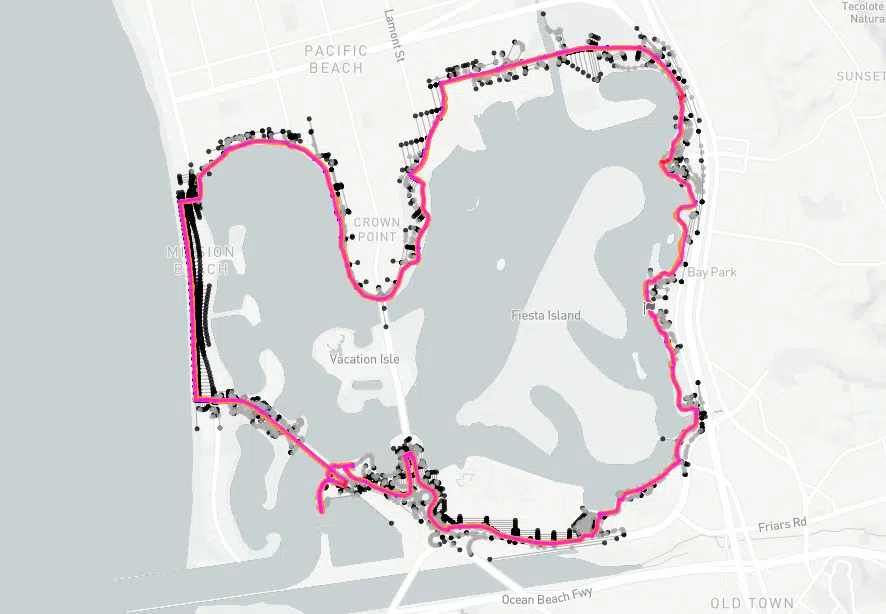 Tecolote
Natura
Lamont St
PACIFIC
BEACH
SUNSET
CROWN
POINT
MISSION
BEACH
Bay Park
Fiesta Island
Vacation Isle
Friars Rd
Ocean Beach Fwy
OLD TOWN